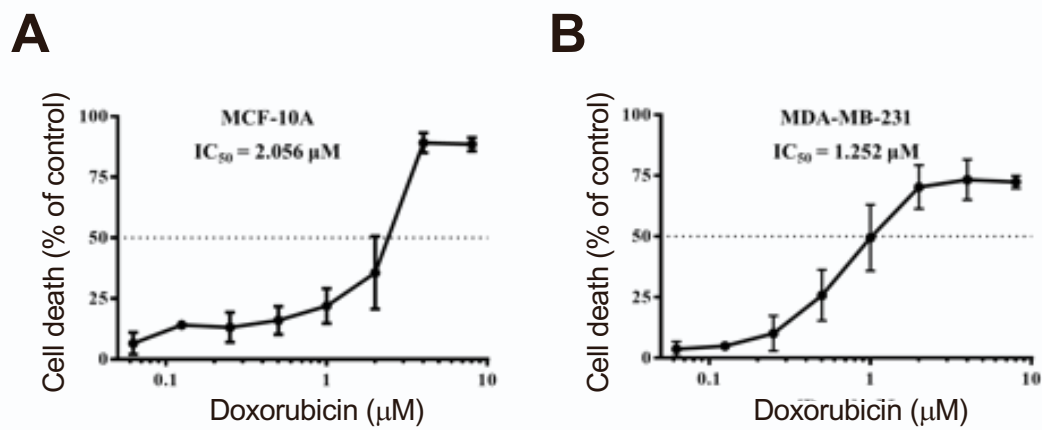 A
Cell death (% of control)
100
75
50
25
0
MCF-10A
IC50 = 2.056 µM
0.1
1
10
Doxorubicin (µM)
B
Cell death (% of control)
100
75
50
25
0
MDA-MB-231
IC50 = 1.252 µM
0.1
1
10
Doxorubicin (µM)